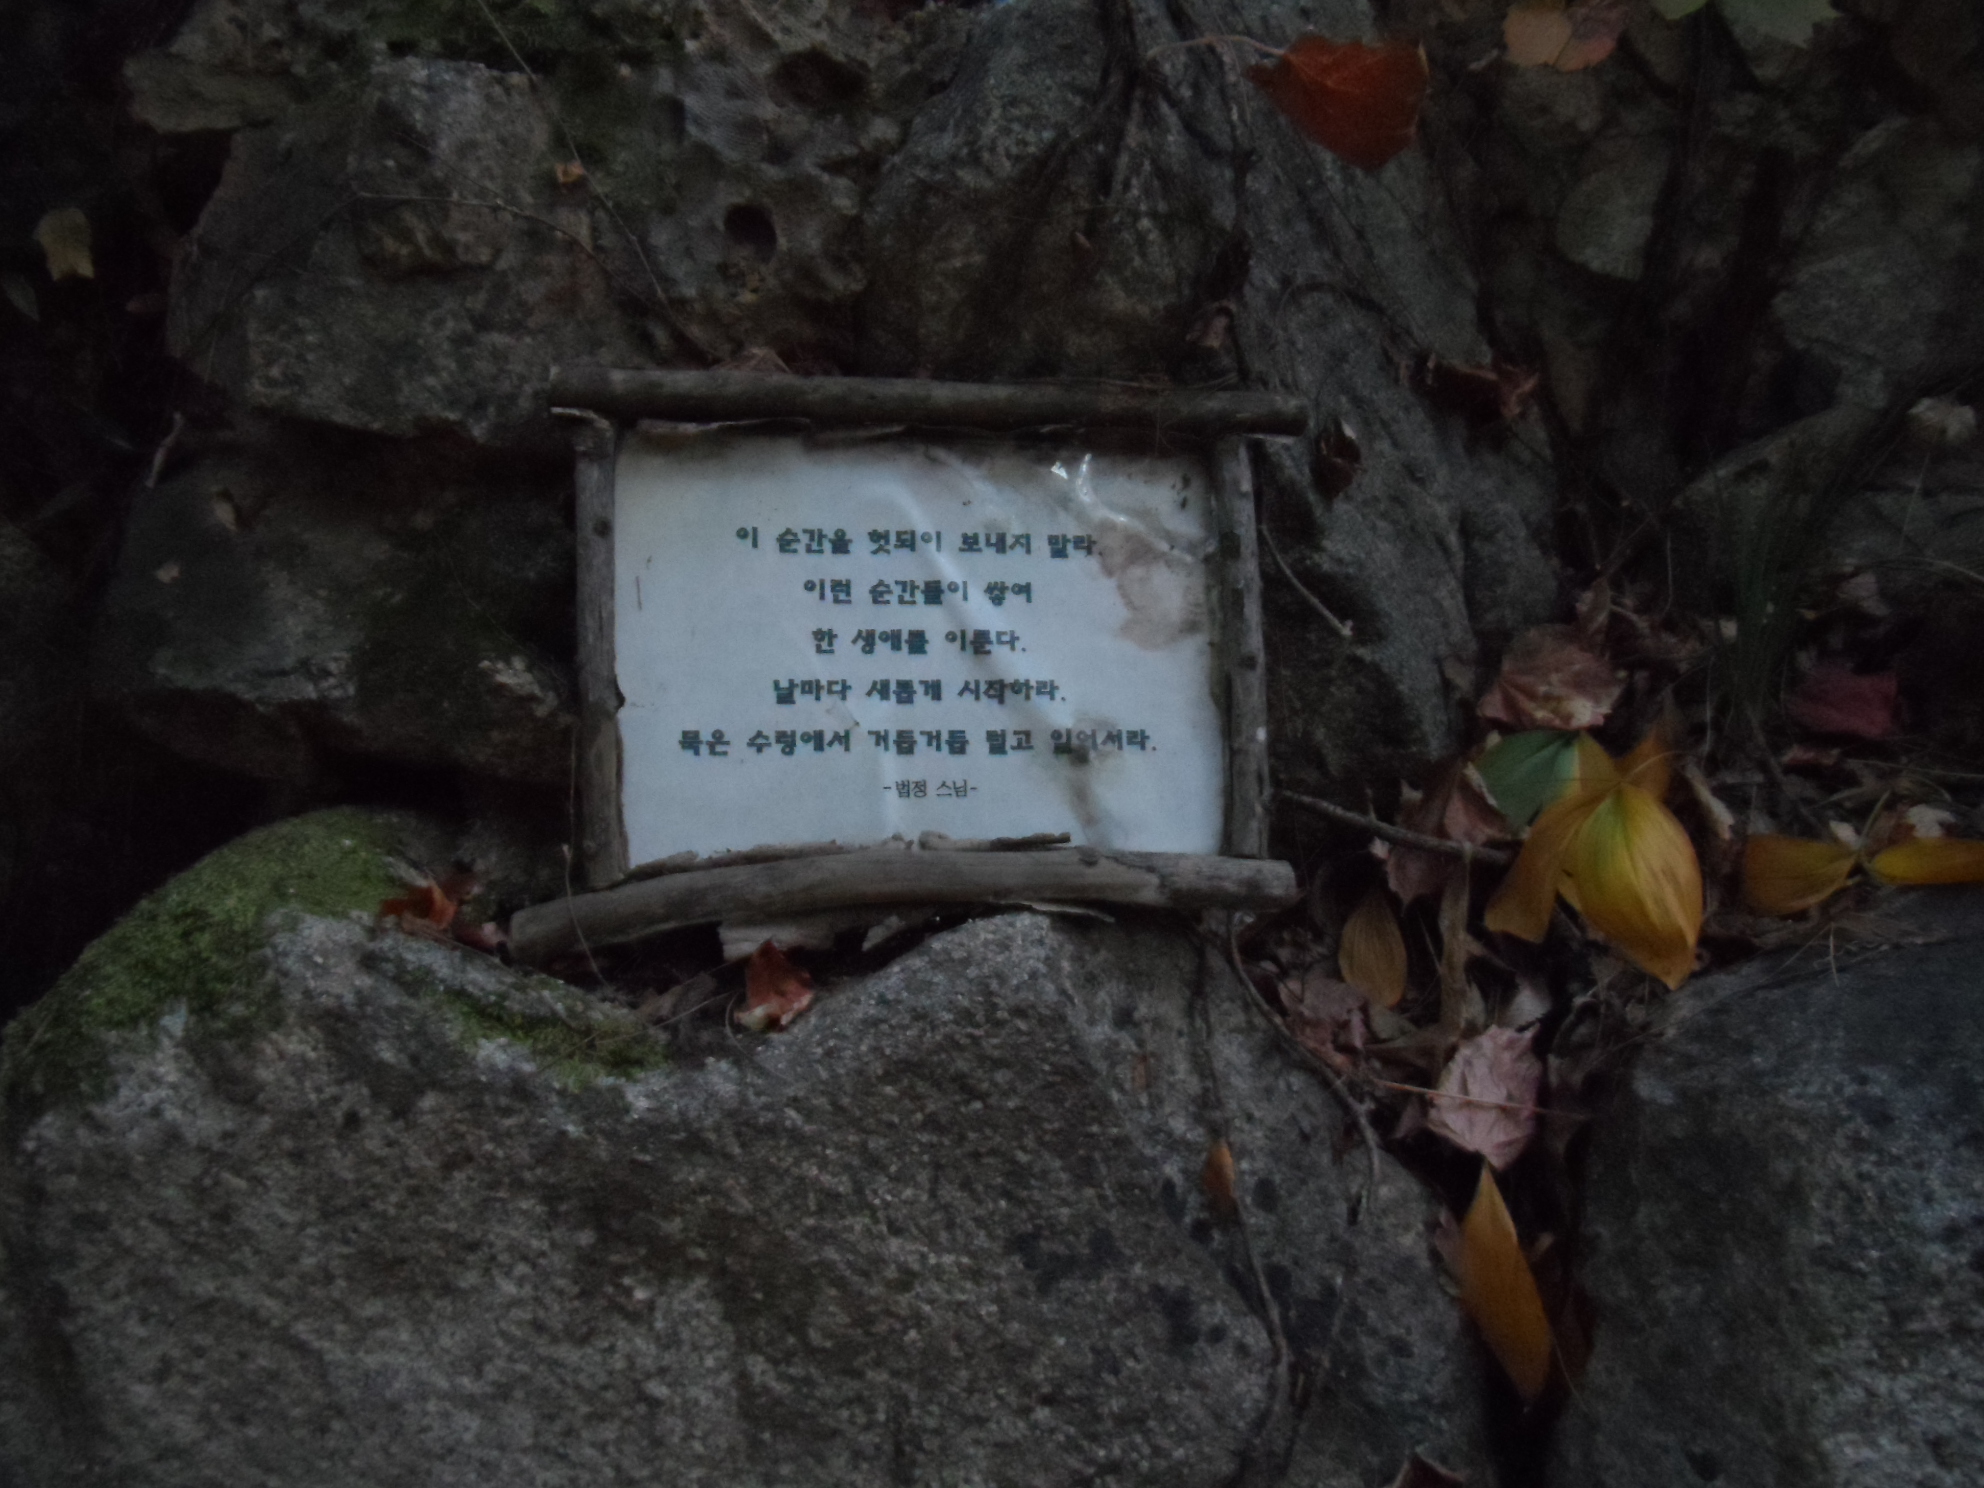 이 순간을 헛되이 보내지 말라.
이런 순간들이 쌓여
한 생애를 이룬다.
날마다 새롭게 시작하라.
묵은 수렁에서 거듭거듭 털고 일어서라.
-법정 스님-